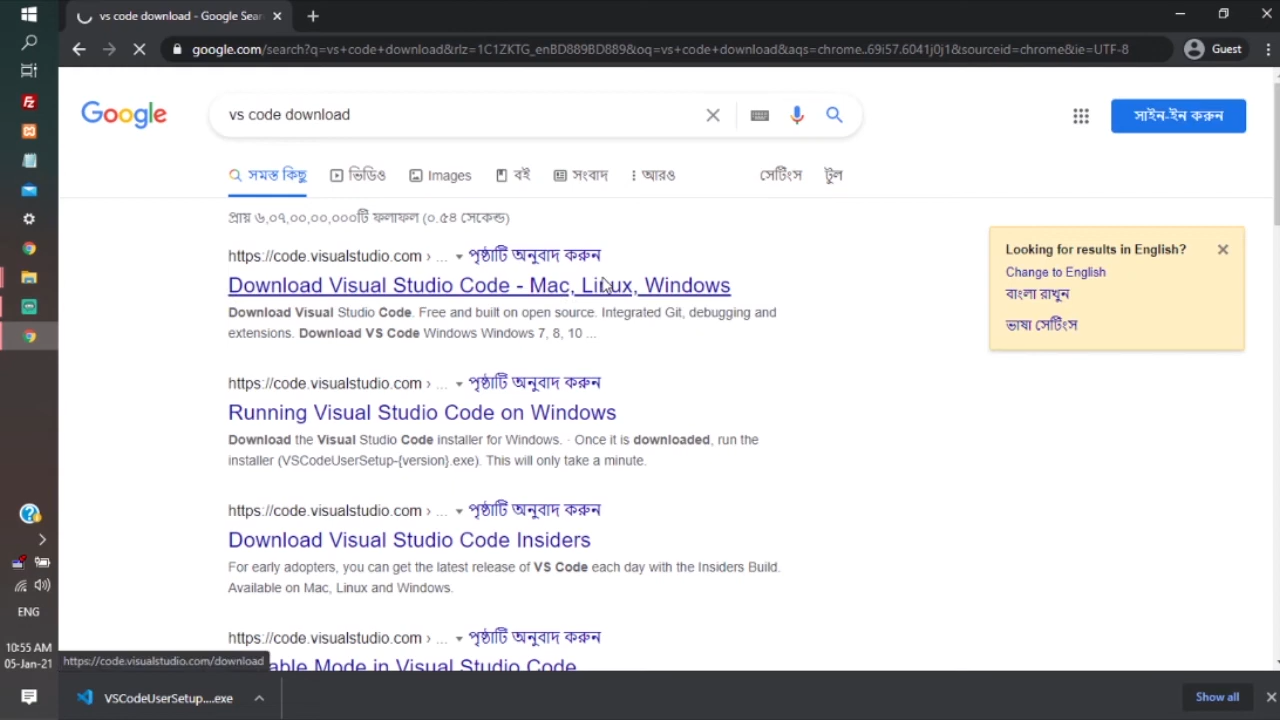 vs code download - Google Sear
google.com/search?q=vs+code+download&rlz=1C1ZKTG_enBD889BD889&oq=vs+code+download&aqs=chrome..69i57.6041j0j1&sourceid=chrome&ie=UTF-8
Guest
Google
vs code download
সাইন-ইন করুন
সমস্ত কিছু
ভিডিও
Images
বই
সংবাদ
আরও
সেটিংস
টুল
প্রায় ৬,০৭,০০,০০,০০০টি ফলাফল (০.৫৪ সেকেন্ড)
https://code.visualstudio.com › ... পৃষ্ঠাটি অনুবাদ করুন
Download Visual Studio Code - Mac, Linux, Windows
Download Visual Studio Code. Free and built on open source. Integrated Git, debugging and
extensions. Download VS Code Windows Windows 7, 8, 10 ...
https://code.visualstudio.com › ... পৃষ্ঠাটি অনুবাদ করুন
Running Visual Studio Code on Windows
Download the Visual Studio Code installer for Windows. · Once it is downloaded, run the
installer (VSCodeUserSetup-{version}.exe). This will only take a minute.
https://code.visualstudio.com › ... পৃষ্ঠাটি অনুবাদ করুন
Download Visual Studio Code Insiders
For early adopters, you can get the latest release of VS Code each day with the Insiders Build.
Available on Mac, Linux and Windows.
https://code.visualstudio.com › ... পৃষ্ঠাটি অনুবাদ করুন
able Mode in Visual Studio Code
Looking for results in English?
Change to English
বাংলা রাখুন
ভাষা সেটিংস
ENG
10:55 AM
05-Jan-21
https://code.visualstudio.com/download
VSCodeUserSetup....exe
Show all